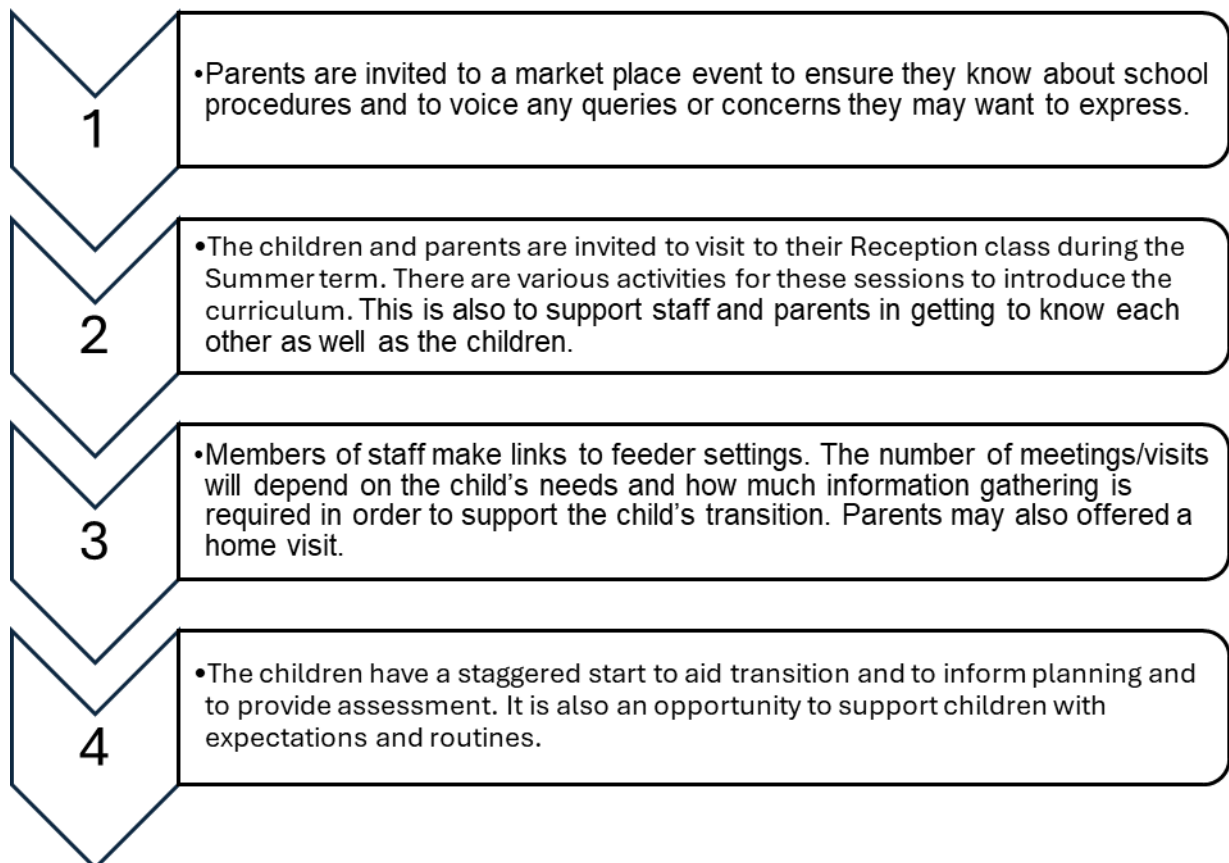 1
•Parents are invited to a market place event to ensure they know about school
procedures and to voice any queries or concerns they may want to express.
2
•The children and parents are invited to visit to their Reception class during the
Summer term. There are various activities for these sessions to introduce the
curriculum. This is also to support staff and parents in getting to know each
other as well as the children.
3
•Members of staff make links to feeder settings. The number of meetings/visits
will depend on the child's needs and how much information gathering is
required in order to support the child's transition. Parents may also offered a
home visit.
4
•The children have a staggered start to aid transition and to inform planning and
to provide assessment. It is also an opportunity to support children with
expectations and routines.